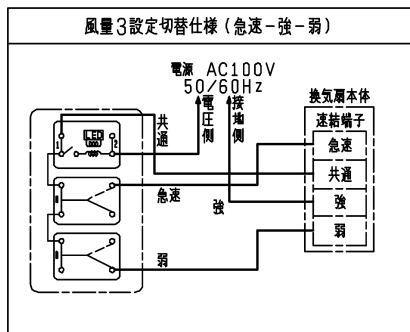 風量3設定切替仕様(急速-強-弱)
電源 AC100V
50/60Hz
換気扇本体
電圧側
接地側
共通
速結端子
LED
1
2
急速
共通
強
弱
急速
強
弱